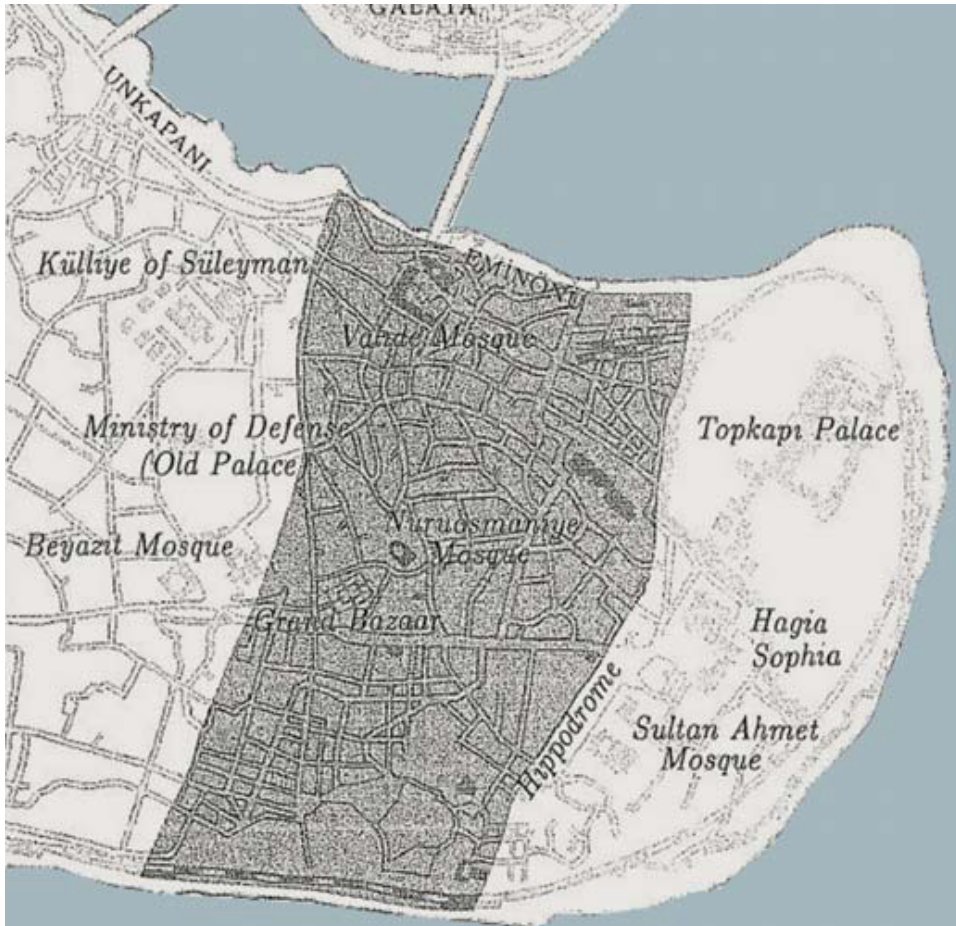 GALATA
UNKAPANI
Külliye of Süleyman
EMINÖNÜ
Valide Mosque
Ministry of Defense
(Old Palace)
Topkapi Palace
Nuruosmaniye
Mosque
Beyazit Mosque
Grand Bazaar
Hagia
Sophia
Hippodrome
Sultan Ahmet
Mosque